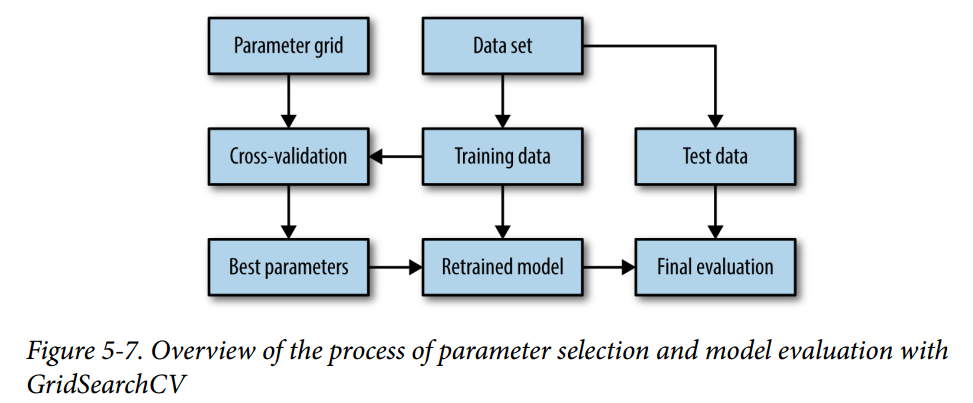 Parameter grid
Data set
Cross-validation
Training data
Test data
Best parameters
Retrained model
Final evaluation
Figure 5-7. Overview of the process of parameter selection and model evaluation with
GridSearchCV